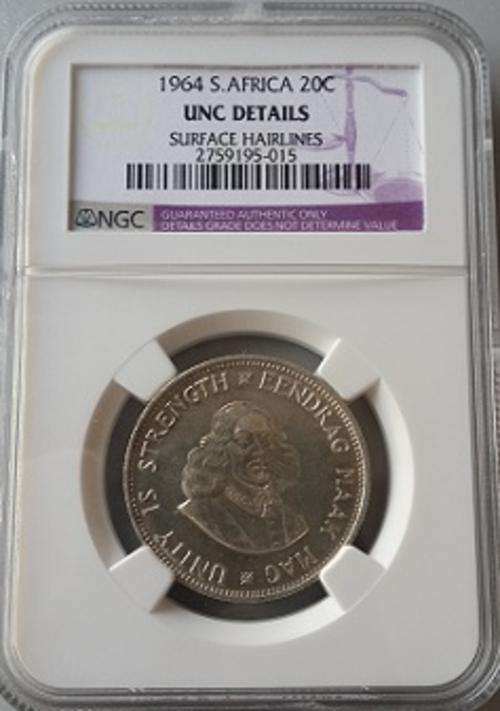 1964 S.AFRICA 20C
UNC DETAILS
SURFACE HAIRLINES
2759195-015
NGC
GUARANTEED AUTHENTIC ONLY
DETAILS GRADE DOES NOT DETERMINE VALUE
UNITY IS STRENGTH * EENDRAG MAAK MAG *